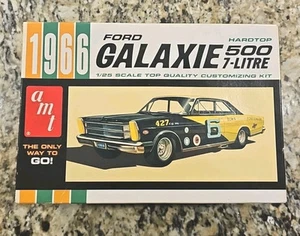 1966
FORD
HARDTOP
GALAXIE 500
7-LITRE
1/25 SCALE TOP QUALITY CUSTOMIZING KIT
amt
THE ONLY
WAY TO
GO!
427